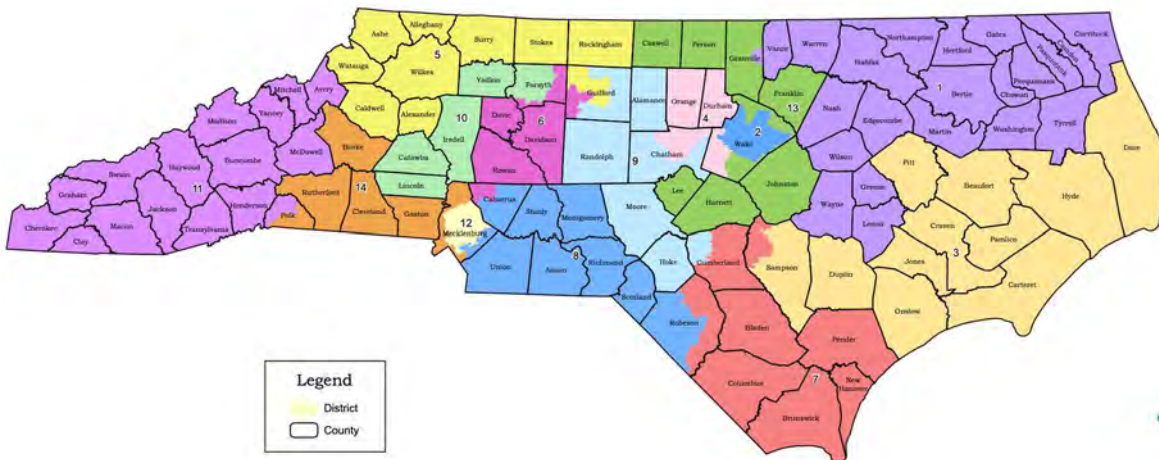 Ashe
Alleghany
Surry
Stokes
Rockingham
Caswell
Person
Granville
Vance
Warren
Northampton
Gates
Camden
Currituck
Pasquotank
Perquimans
Hertford
Halifax
Watauga
5
Wilkes
Yadkin
Forsyth
Guilford
Alamance
Orange
Durham
4
Franklin
13
Nash
Edgecombe
Bertie
1
Chowan
Mitchell
Avery
Caldwell
Alexander
10
Iredell
Davie
6
Davidson
Randolph
9
Chatham
2
Wake
Martin
Washington
Tyrrell
Dare
Madison
Yancey
McDowell
Burke
Catawba
Rowan
Wilson
Pitt
Beaufort
Hyde
Swain
Haywood
Buncombe
Rutherford
14
Lincoln
Lee
Harnett
Johnston
Greene
Wayne
Lenoir
Craven
Pamlico
Graham
11
Jackson
Henderson
Polk
Cleveland
Gaston
12
Mecklenburg
Cabarrus
Stanly
Montgomery
Moore
Cherokee
Clay
Macon
Transylvania
Union
Anson
Richmond
8
Hoke
Cumberland
Sampson
Duplin
Jones
3
Carteret
Onslow
Scotland
Robeson
Bladen
Pender
Columbus
7
New
Hanover
Brunswick
Legend
District
County